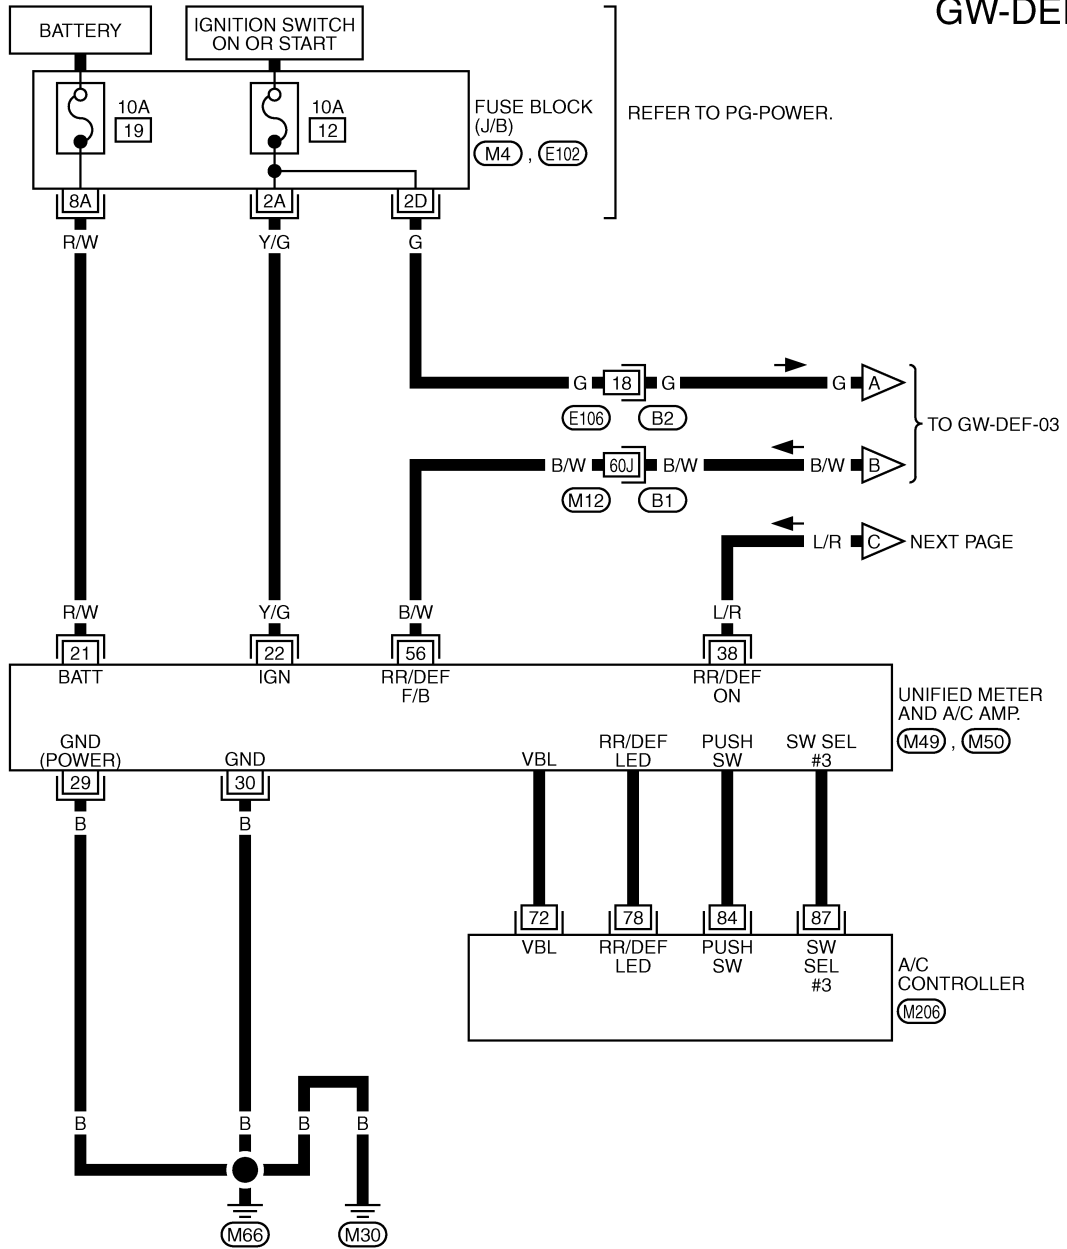 GW-DEF
BATTERY
IGNITION SWITCH
ON OR START
10A
19
10A
12
FUSE BLOCK
(J/B)
M4 , E102
REFER TO PG-POWER.
8A
2A
2D
R/W
Y/G
G
G
18
G
G
A
E106
B2
TO GW-DEF-03
B/W
60J
B/W
B/W
B
M12
B1
L/R
C
NEXT PAGE
R/W
Y/G
B/W
L/R
21
22
56
38
BATT
IGN
RR/DEF
F/B
RR/DEF
ON
UNIFIED METER
AND A/C AMP.
M49 , M50
GND
(POWER)
GND
VBL
RR/DEF
LED
PUSH
SW
SW SEL
#3
29
30
B
B
72
78
84
87
VBL
RR/DEF
LED
PUSH
SW
SW
SEL
#3
A/C
CONTROLLER
M206
B
B
B
B
M66
M30